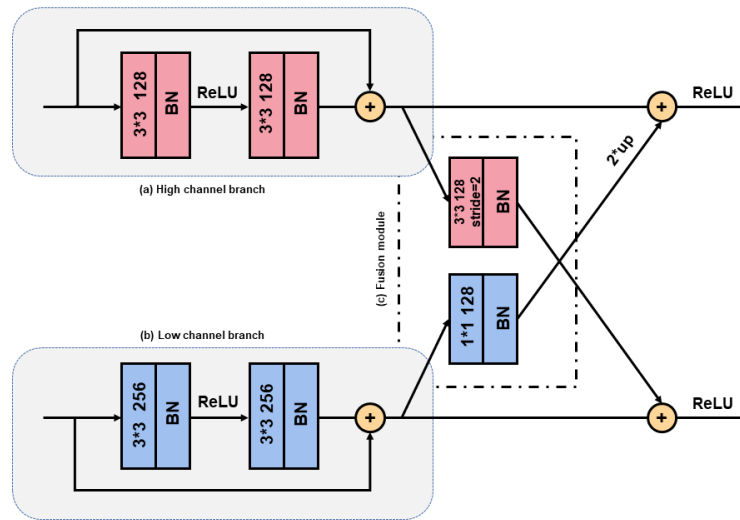 3*3 128
BN
ReLU
3*3 128
BN
+
+
ReLU
(a) High channel branch
2*up
3*3 128
stride=2
BN
(c) Fusion module
1*1 128
BN
(b) Low channel branch
3*3 256
BN
ReLU
3*3 256
BN
+
+
ReLU